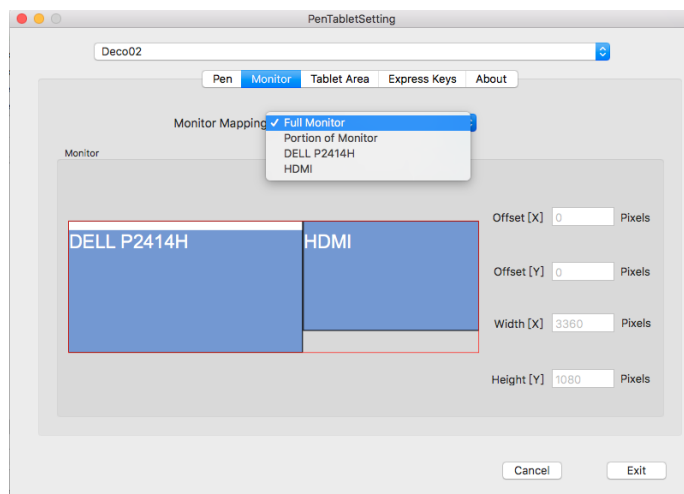 PenTabletSetting
Deco02
Pen Monitor Tablet Area Express Keys About
Monitor Mapping ✓ Full Monitor
Portion of Monitor
DELL P2414H
HDMI
Monitor
DELL P2414H HDMI
Offset [X] 0 Pixels
Offset [Y] 0 Pixels
Width [X] 3360 Pixels
Height [Y] 1080 Pixels
Cancel Exit